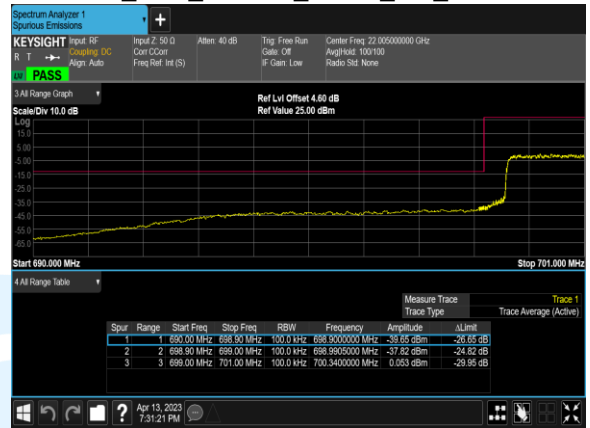 Spectrum Analyzer 1
Spurious Emissions
KEYSIGHT Input: RF Input Z: 50 Ω Atten: 40 dB Trig: Free Run Center Freq: 22.005000000 GHz
R T Coupling: DC Corr CCorr Gate: Off Avg|Hold: 100/100
Align: Auto Freq Ref: Int (S) IF Gain: Low Radio Std: None
PASS
3 All Range Graph
Ref Lvl Offset 4.60 dB
Scale/Div 10.0 dB Ref Value 25.00 dBm
Log
15.0
5.00
-5.00
-15.0
-25.0
-35.0
-45.0
-55.0
-65.0
Start 690.000 MHz Stop 701.000 MHz
4 All Range Table
Measure Trace Trace 1
Trace Type Trace Average (Active)
Spur Range Start Freq Stop Freq RBW Frequency Amplitude ΔLimit
1 1 690.00 MHz 698.90 MHz 100.0 kHz 698.9000000 MHz -39.65 dBm -26.65 dB
2 2 698.90 MHz 699.00 MHz 100.0 kHz 698.9905000 MHz -37.82 dBm -24.82 dB
3 3 699.00 MHz 701.00 MHz 100.0 kHz 700.3400000 MHz 0.053 dBm -29.95 dB
? Apr 13, 2023
7:31:21 PM